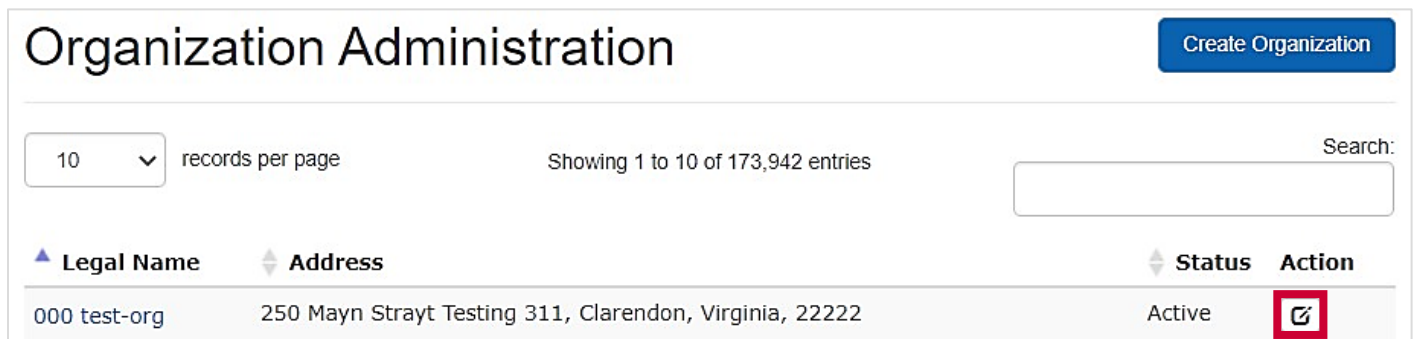 Organization Administration
Create Organization
10 records per page
Showing 1 to 10 of 173,942 entries
Search:
Legal Name Address Status Action
000 test-org 250 Mayn Strayt Testing 311, Clarendon, Virginia, 22222 Active